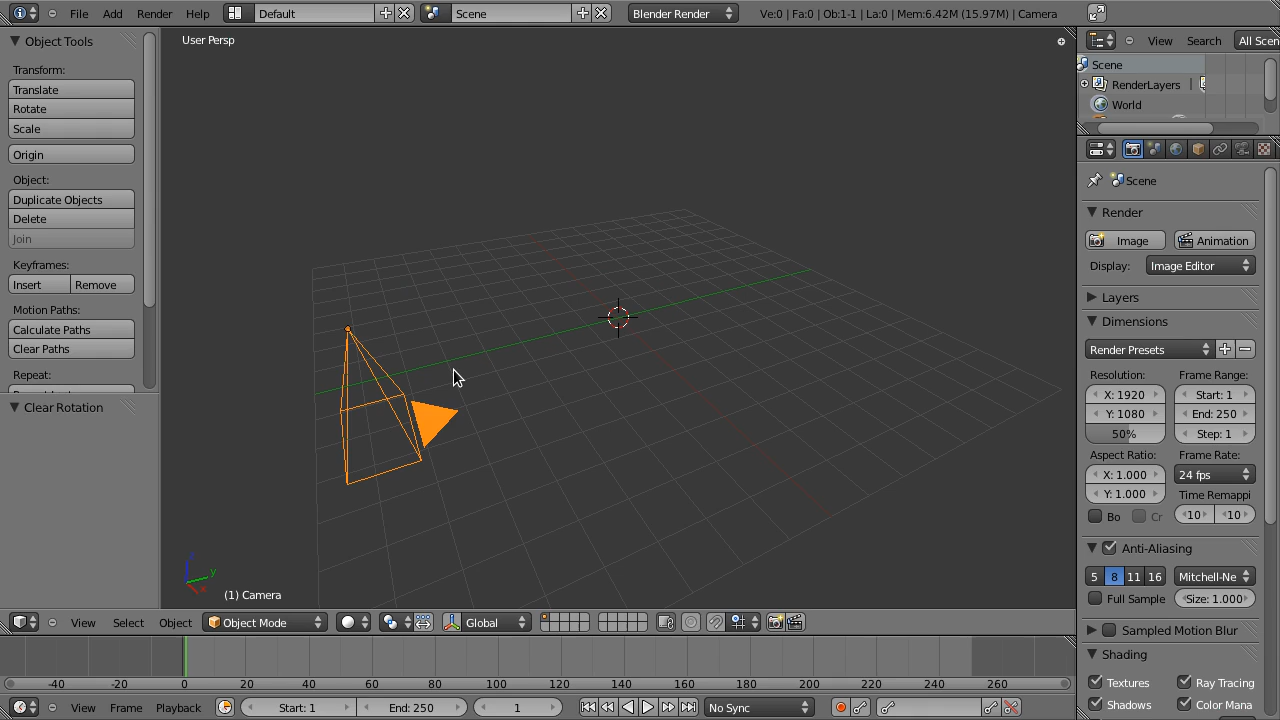 File Add Render Help Default Scene Blender Render Ve:0 | Fa:0 | Ob:1-1 | La:0 | Mem:6.42M (15.97M) | Camera
Object Tools
Transform:
Translate
Rotate
Scale
Origin
Object:
Duplicate Objects
Delete
Join
Keyframes:
Insert Remove
Motion Paths:
Calculate Paths
Clear Paths
Repeat:
Clear Rotation
User Persp
z
y
x
(1) Camera
View Search All Scen
Scene
RenderLayers |
World
Scene
Render
Image Animation
Display: Image Editor
Layers
Dimensions
Render Presets
Resolution: Frame Range:
X: 1920 Start: 1
Y: 1080 End: 250
50% Step: 1
Aspect Ratio: Frame Rate:
X: 1.000 24 fps
Y: 1.000 Time Remappi
Bo Cr 10 10
Anti-Aliasing
5 8 11 16 Mitchell-Ne
Full Sample Size: 1.000
Sampled Motion Blur
Shading
Textures Ray Tracing
Shadows Color Mana
View Select Object Object Mode Global
-40 -20 0 20 40 60 80 100 120 140 160 180 200 220 240 260
View Frame Playback Start: 1 End: 250 1 No Sync